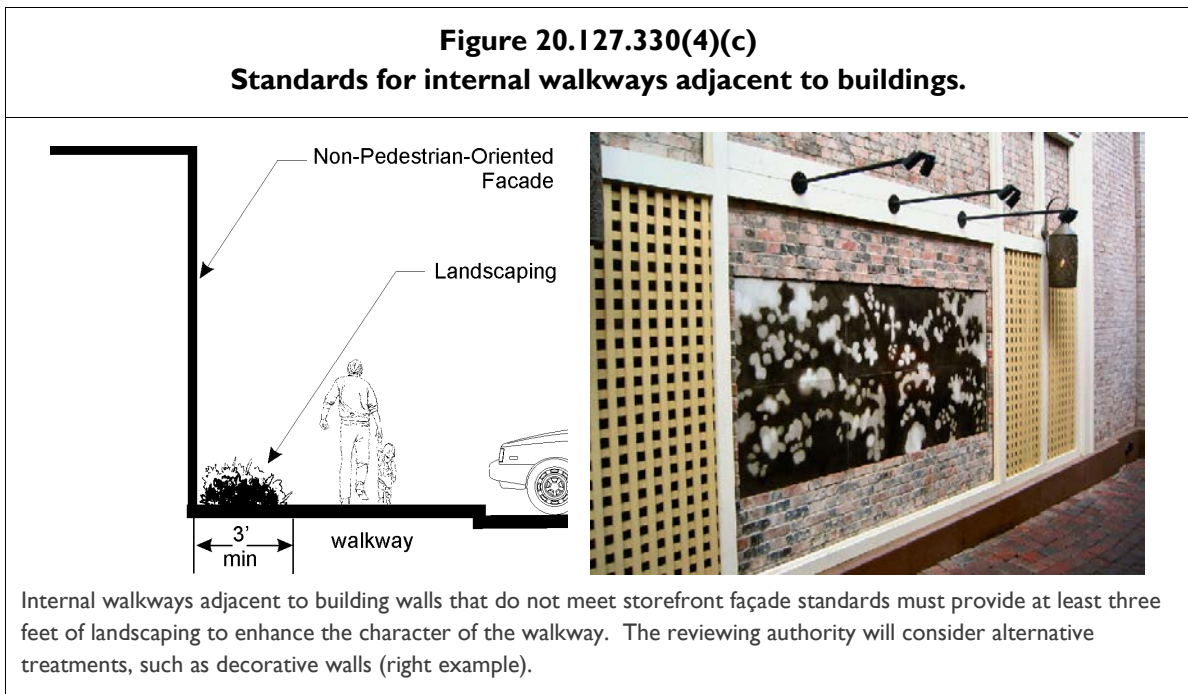 Figure 20.127.330(4)(c)
Standards for internal walkways adjacent to buildings.
Non-Pedestrian-Oriented
Facade
Landscaping
3'
min
walkway
Internal walkways adjacent to building walls that do not meet storefront façade standards must provide at least three
feet of landscaping to enhance the character of the walkway.  The reviewing authority will consider alternative
treatments, such as decorative walls (right example).